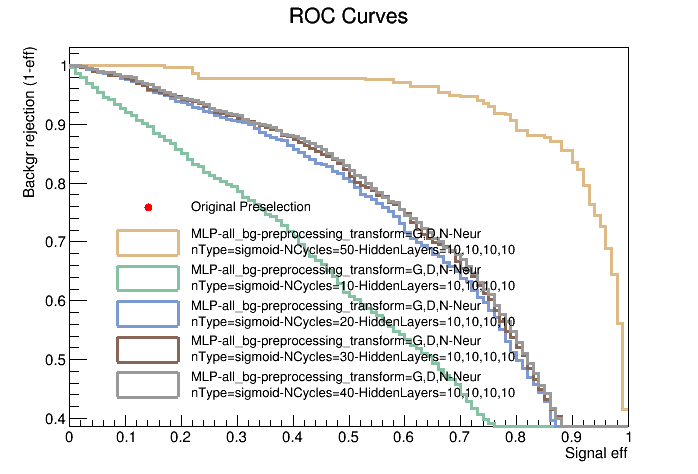 ROC Curves
Backgr rejection (1-eff)
1
0.9
0.8
0.7
0.6
0.5
0.4
Original Preselection
MLP-all_bg-preprocessing_transform=G,D,N-Neur
nType=sigmoid-NCycles=50-HiddenLayers=10,10,10,10
MLP-all_bg-preprocessing_transform=G,D,N-Neur
nType=sigmoid-NCycles=10-HiddenLayers=10,10,10,10
MLP-all_bg-preprocessing_transform=G,D,N-Neur
nType=sigmoid-NCycles=20-HiddenLayers=10,10,10,10
MLP-all_bg-preprocessing_transform=G,D,N-Neur
nType=sigmoid-NCycles=30-HiddenLayers=10,10,10,10
MLP-all_bg-preprocessing_transform=G,D,N-Neur
nType=sigmoid-NCycles=40-HiddenLayers=10,10,10,10
0 0.1 0.2 0.3 0.4 0.5 0.6 0.7 0.8 0.9 1
Signal eff